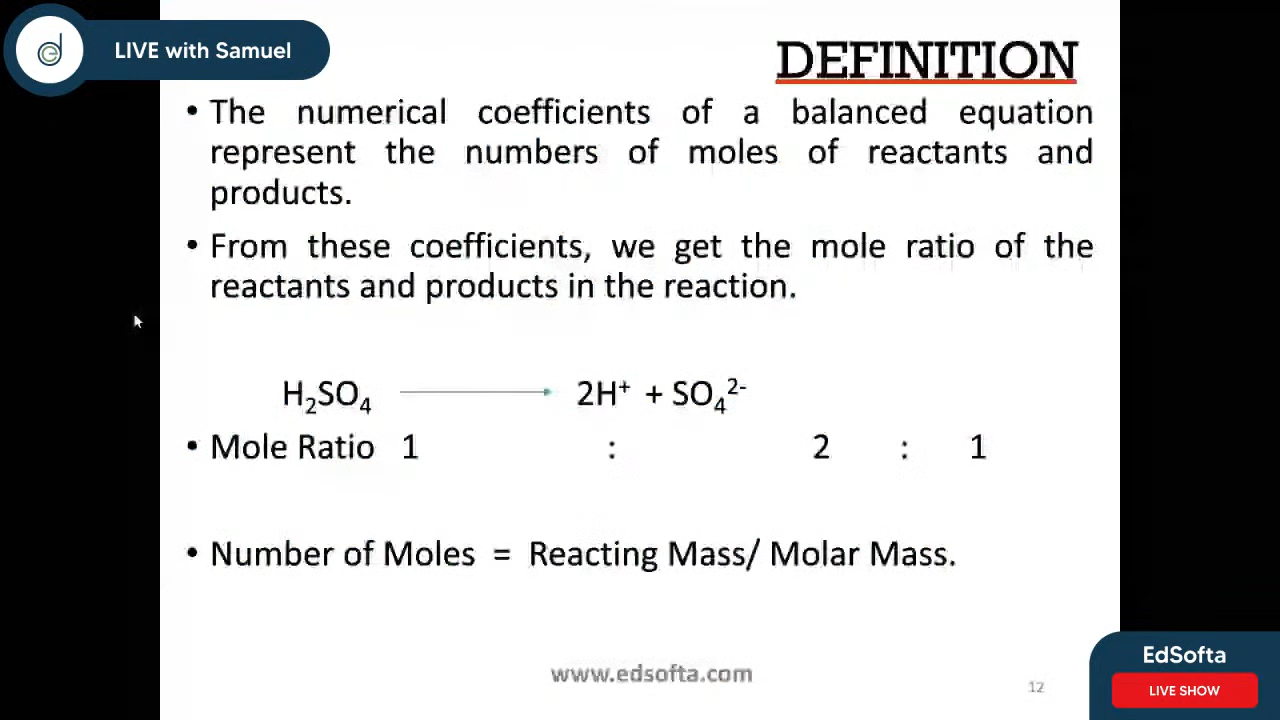 LIVE with Samuel
DEFINITION
• The numerical coefficients of a balanced equation
represent the numbers of moles of reactants and
products.
• From these coefficients, we get the mole ratio of the
reactants and products in the reaction.
H₂SO₄ → 2H⁺ + SO₄²⁻
• Mole Ratio 1 : 2 : 1
• Number of Moles = Reacting Mass/ Molar Mass.
www.edsofta.com
12
EdSofta
LIVE SHOW